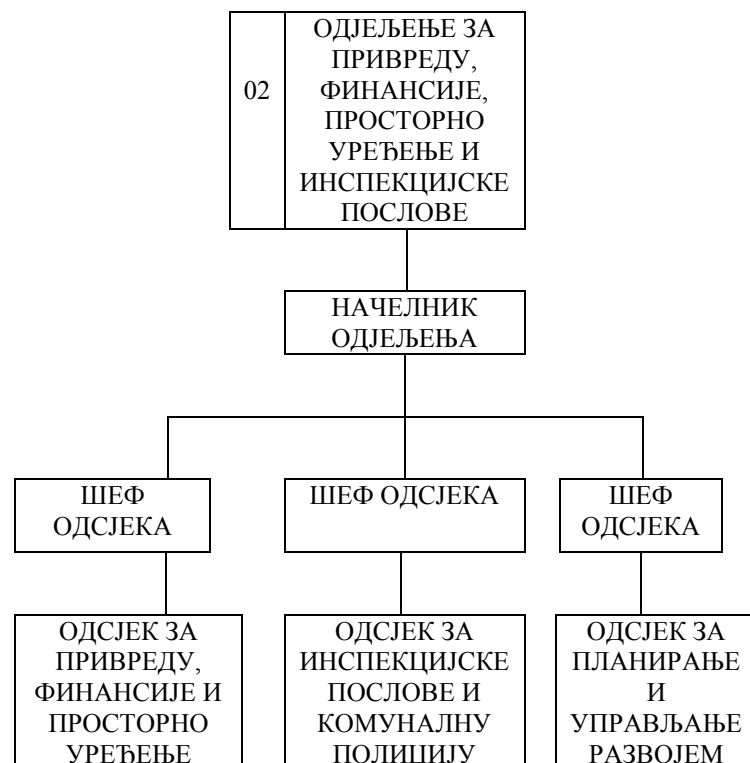 02
ОДЈЕЉЕЊЕ ЗА
ПРИВРЕДУ,
ФИНАНСИЈЕ,
ПРОСТОРНО
УРЕЂЕЊЕ И
ИНСПЕКЦИЈСКЕ
ПОСЛОВЕ
НАЧЕЛНИК
ОДЈЕЉЕЊА
ШЕФ
ОДСЈЕКА
ШЕФ ОДСЈЕКА
ШЕФ
ОДСЈЕКА
ОДСЈЕК ЗА
ПРИВРЕДУ,
ФИНАНСИЈЕ И
ПРОСТОРНО
УРЕЂЕЊЕ
ОДСЈЕК ЗА
ИНСПЕКЦИЈСКЕ
ПОСЛОВЕ И
КОМУНАЛНУ
ПОЛИЦИЈУ
ОДСЈЕК ЗА
ПЛАНИРАЊЕ
И
УПРАВЉАЊЕ
РАЗВОЈЕМ